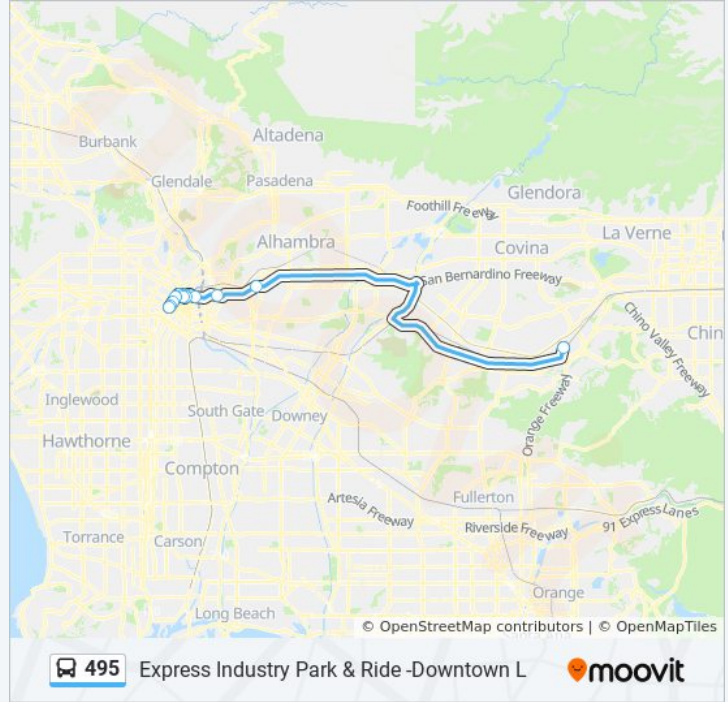 Altadena
Burbank
Glendale
Pasadena
Glendora
Foothill Freeway
La Verne
Alhambra
Covina
San Bernardino Freeway
Chin
Chino Valley Freeway
Inglewood
South Gate
Downey
Orange Freeway
Hawthorne
Compton
Fullerton
Artesia Freeway
91 Express Lanes
Riverside Freeway
Torrance
Carson
Orange
Long Beach
© OpenStreetMap contributors | © OpenMapTiles
495 Express Industry Park & Ride -Downtown L moovit